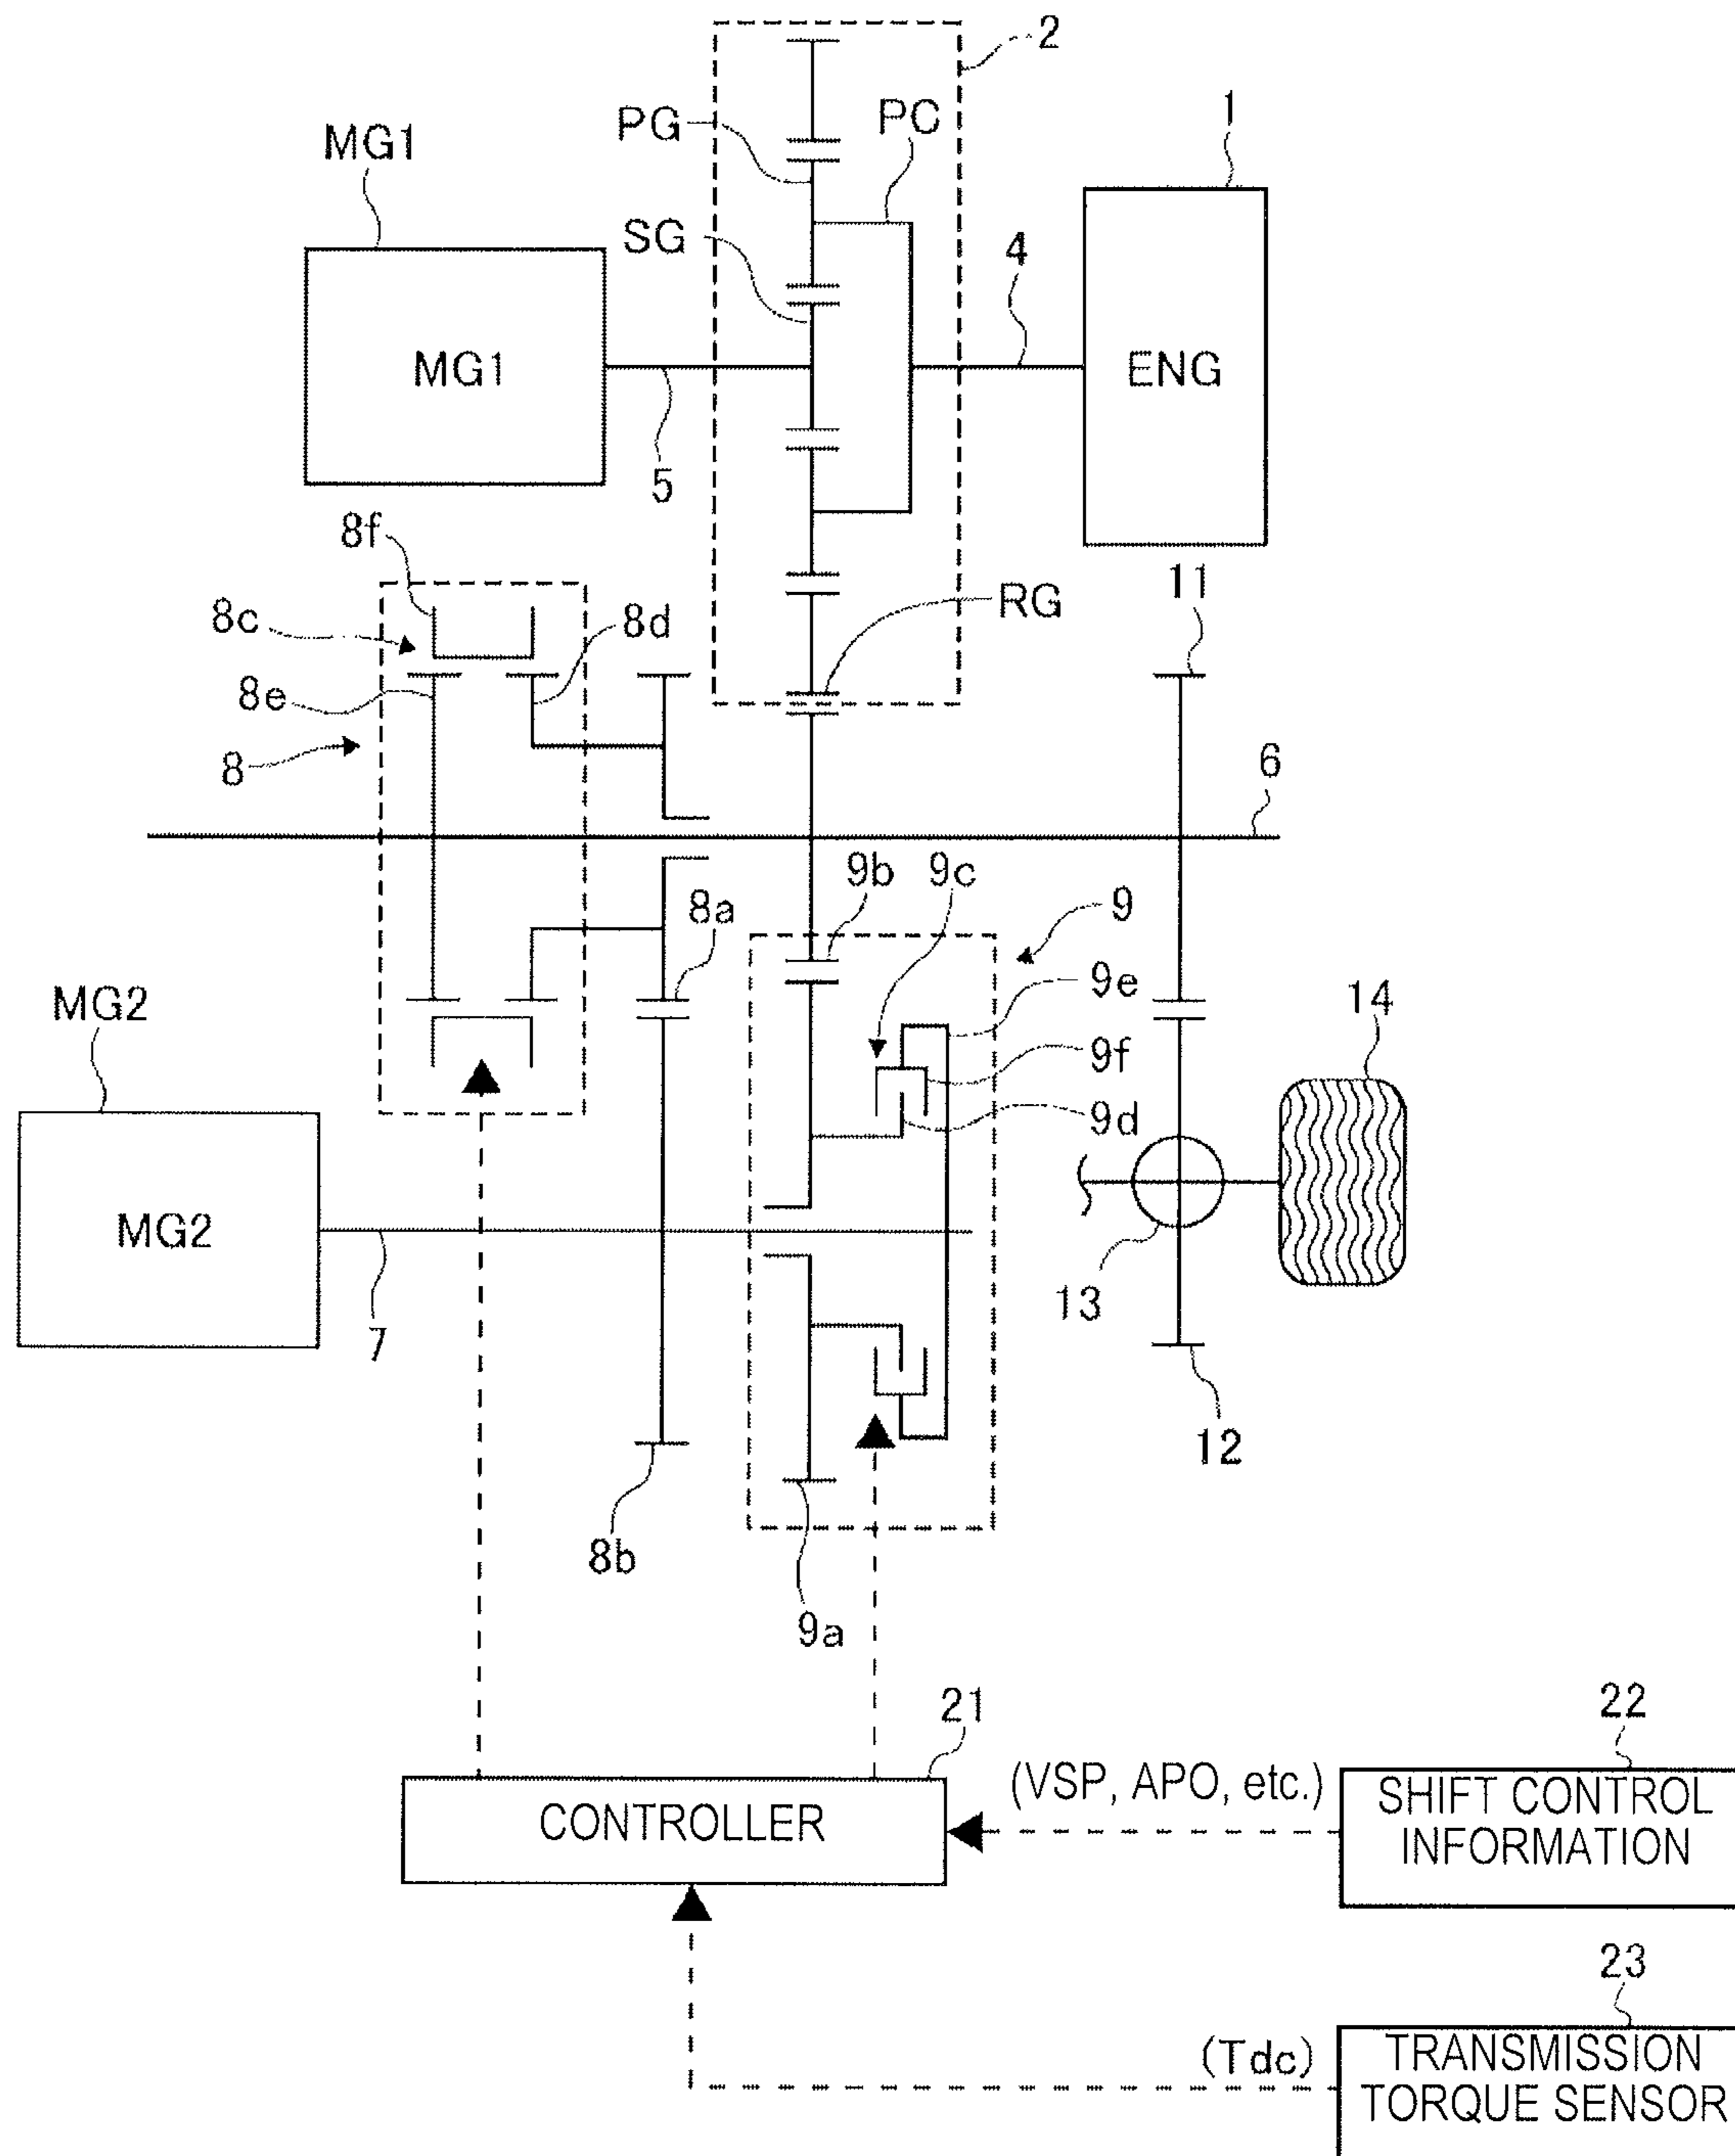 2
PG
PC
1
MG1
SG
4
MG1
ENG
5
8f
11
8c
8d
RG
8e
8
6
9b
9c
9
8a
9e
MG2
14
9f
9d
MG2
7
13
12
8b
9a
21
22
CONTROLLER
(VSP, APO, etc.)
SHIFT CONTROL
INFORMATION
23
(Tdc)
TRANSMISSION
TORQUE SENSOR